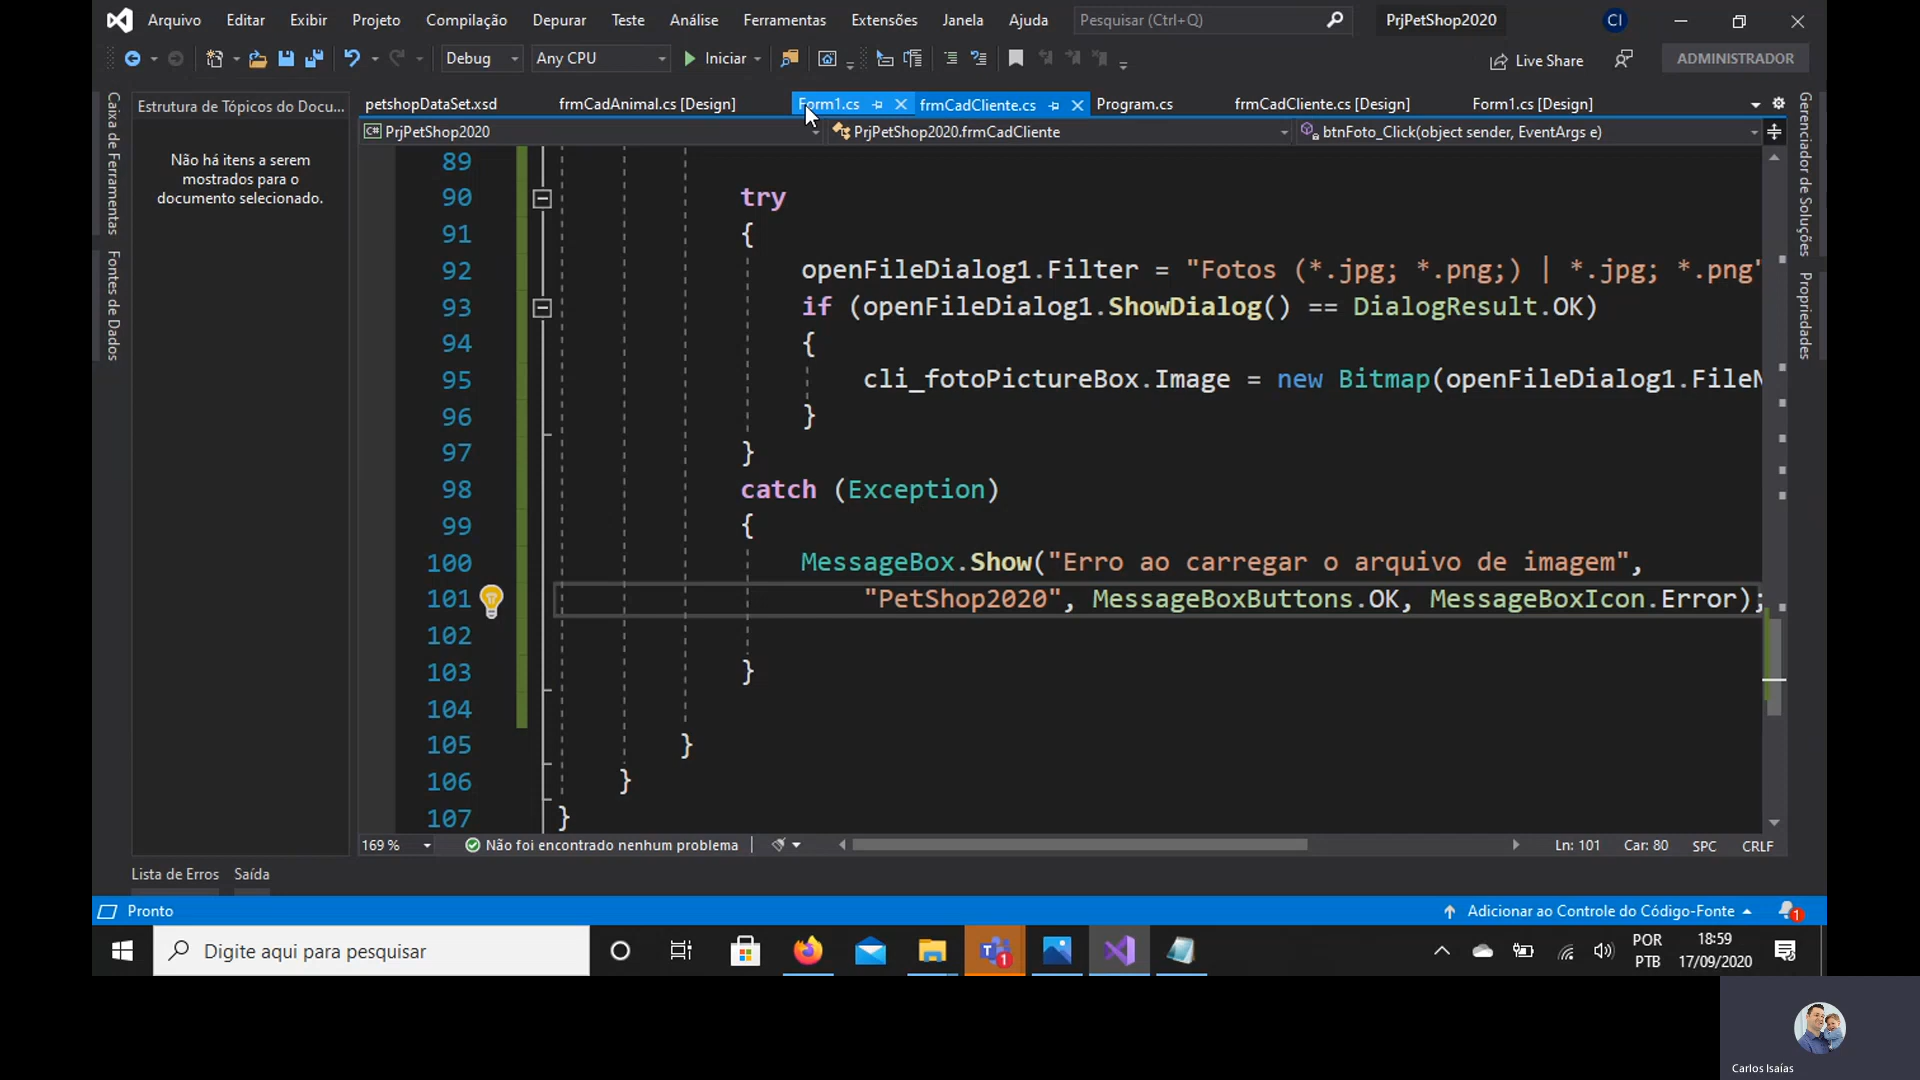 Arquivo Editar Exibir Projeto Compilação Depurar Teste Análise Ferramentas Extensões Janela Ajuda Pesquisar (Ctrl+Q) PrjPetShop2020 CI
Debug Any CPU Iniciar Live Share ADMINISTRADOR
Caixa de Ferramentas
Fontes de Dados
Estrutura de Tópicos do Docu...
Não há itens a serem
mostrados para o
documento selecionado.
petshopDataSet.xsd frmCadAnimal.cs [Design] Form1.cs frmCadCliente.cs Program.cs frmCadCliente.cs [Design] Form1.cs [Design]
C# PrjPetShop2020 PrjPetShop2020.frmCadCliente btnFoto_Click(object sender, EventArgs e)
89
90 try
91 {
92 openFileDialog1.Filter = "Fotos (*.jpg; *.png;) | *.jpg; *.png"
93 if (openFileDialog1.ShowDialog() == DialogResult.OK)
94 {
95 cli_fotoPictureBox.Image = new Bitmap(openFileDialog1.FileN
96 }
97 }
98 catch (Exception)
99 {
100 MessageBox.Show("Erro ao carregar o arquivo de imagem",
101 "PetShop2020", MessageBoxButtons.OK, MessageBoxIcon.Error);
102
103 }
104
105 }
106 }
107 }
Gerenciador de Soluções
Propriedades
169 % Não foi encontrado nenhum problema Ln: 101 Car: 80 SPC CRLF
Lista de Erros Saída
Pronto Adicionar ao Controle do Código-Fonte 1
Digite aqui para pesquisar 1 POR PTB 18:59 17/09/2020
Carlos Isaías